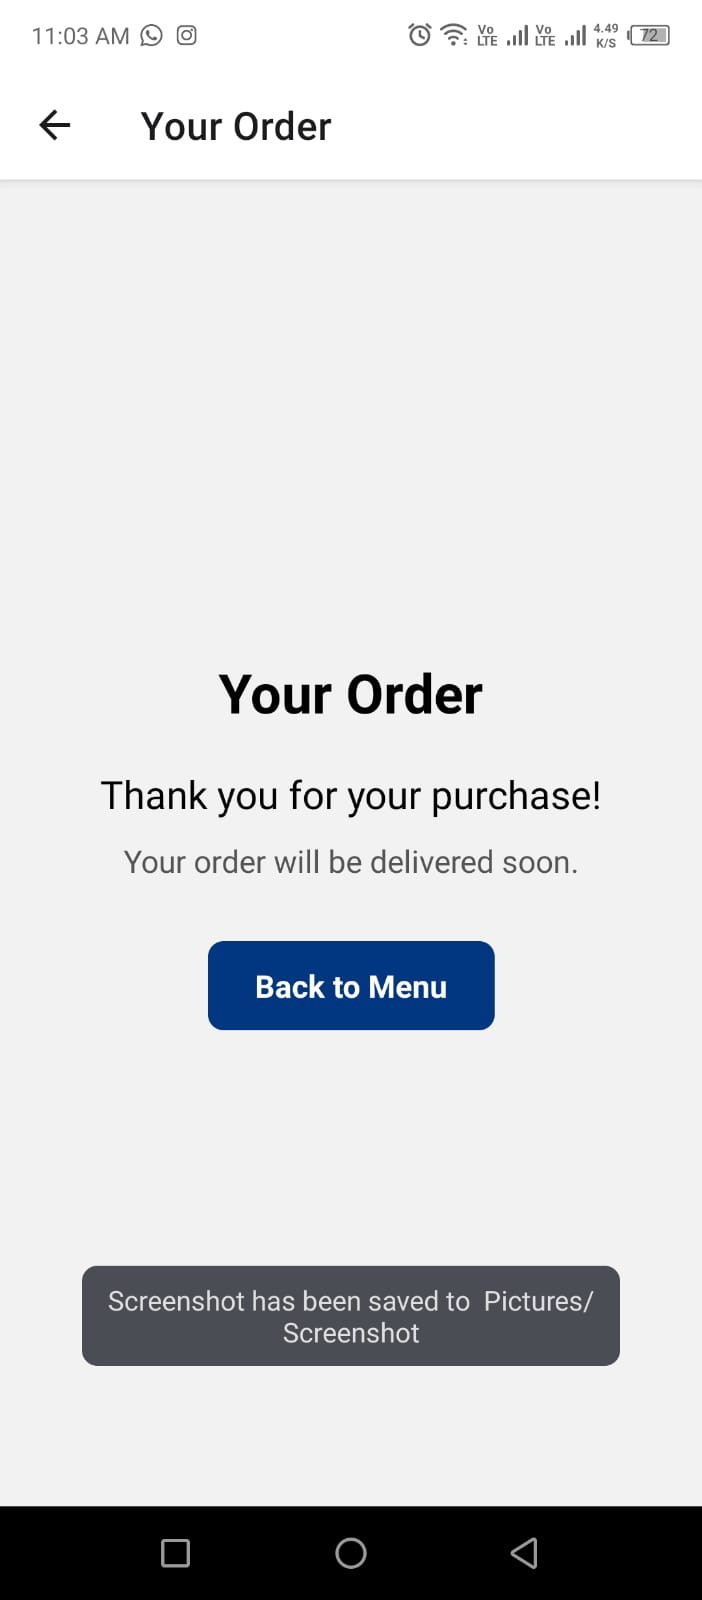 11:03 AM
Vo LTE Vo LTE 4.49 K/S 72
Your Order
Your Order
Thank you for your purchase!
Your order will be delivered soon.
Back to Menu
Screenshot has been saved to  Pictures/
Screenshot